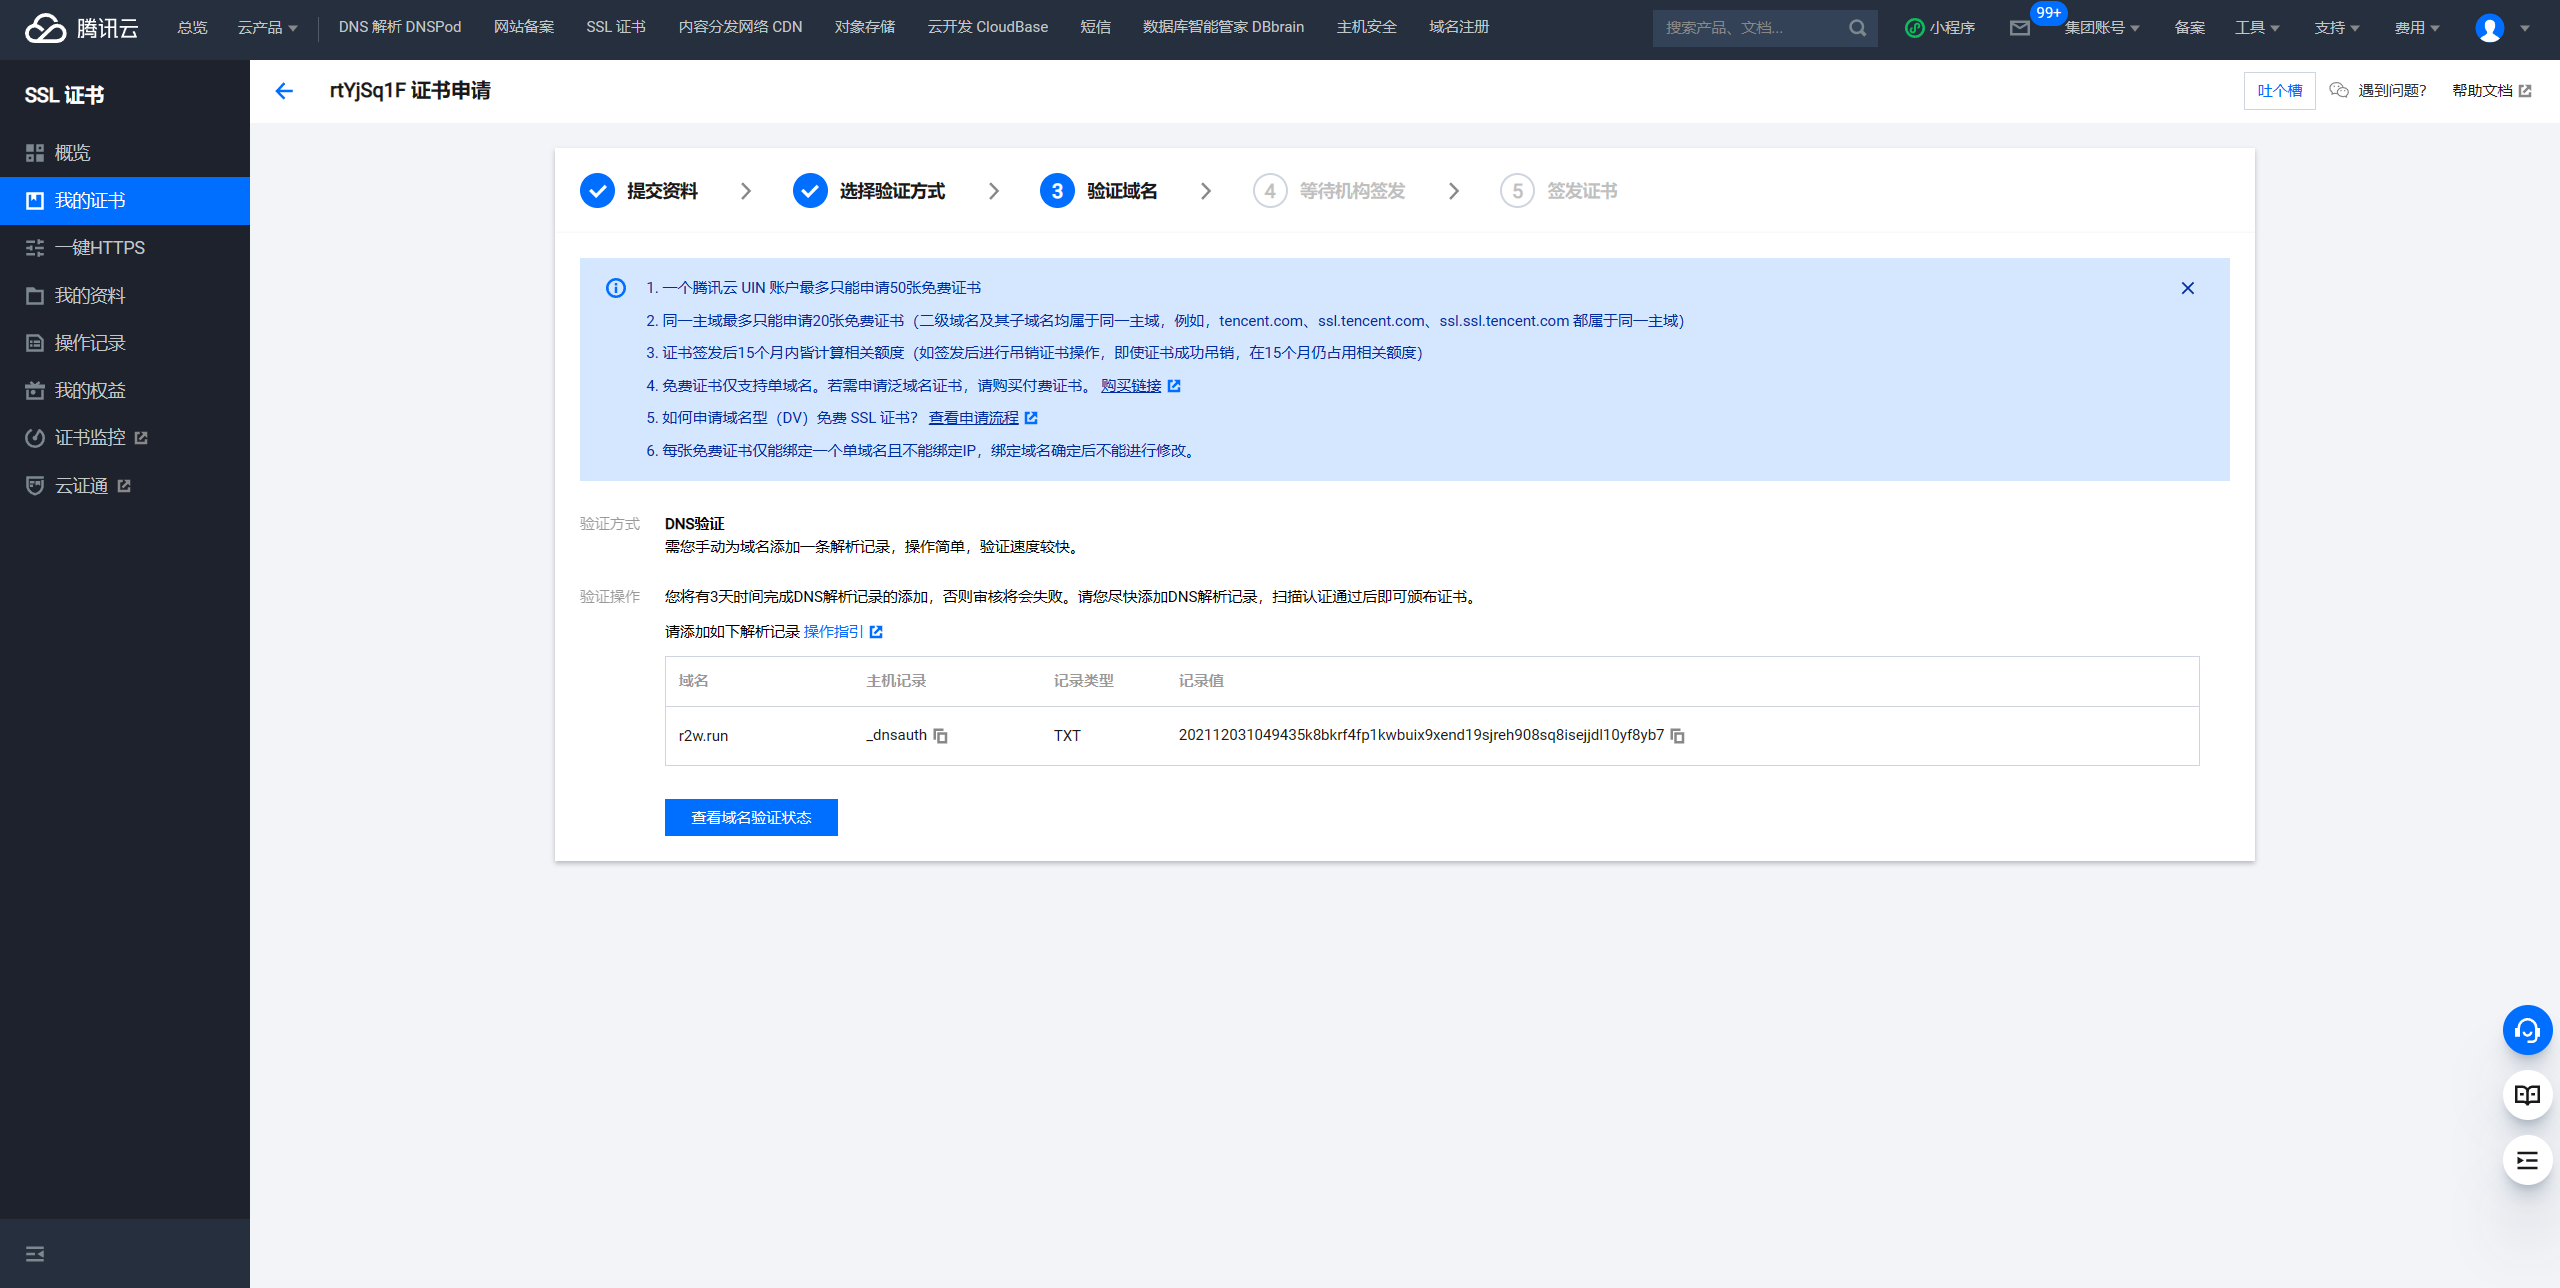 腾讯云
总览
云产品
DNS 解析 DNSPod
网站备案
SSL 证书
内容分发网络 CDN
对象存储
云开发 CloudBase
短信
数据库智能管家 DBbrain
主机安全
域名注册
搜索产品、文档...
小程序
99+
集团账号
备案
工具
支持
费用
SSL 证书
概览
我的证书
一键HTTPS
我的资料
操作记录
我的权益
证书监控
云证通
rtYjSq1F 证书申请
吐个槽
遇到问题?
帮助文档
提交资料
选择验证方式
3 验证域名
4 等待机构签发
5 签发证书
1. 一个腾讯云 UIN 账户最多只能申请50张免费证书
2. 同一主域最多只能申请20张免费证书（二级域名及其子域名均属于同一主域，例如，tencent.com、ssl.tencent.com、ssl.ssl.tencent.com 都属于同一主域）
3. 证书签发后15个月内皆计算相关额度（如签发后进行吊销证书操作，即使证书成功吊销，在15个月仍占用相关额度）
4. 免费证书仅支持单域名。若需申请泛域名证书，请购买付费证书。 购买链接
5. 如何申请域名型（DV）免费 SSL 证书？ 查看申请流程
6. 每张免费证书仅能绑定一个单域名且不能绑定IP，绑定域名确定后不能进行修改。
验证方式
DNS验证
需您手动为域名添加一条解析记录，操作简单，验证速度较快。
验证操作
您将有3天时间完成DNS解析记录的添加，否则审核将会失败。请您尽快添加DNS解析记录，扫描认证通过后即可颁布证书。
请添加如下解析记录 操作指引
域名 主机记录 记录类型 记录值
r2w.run _dnsauth TXT 202112031049435k8bkrf4fp1kwbuix9xend19sjreh908sq8isejjdl10yf8yb7
查看域名验证状态